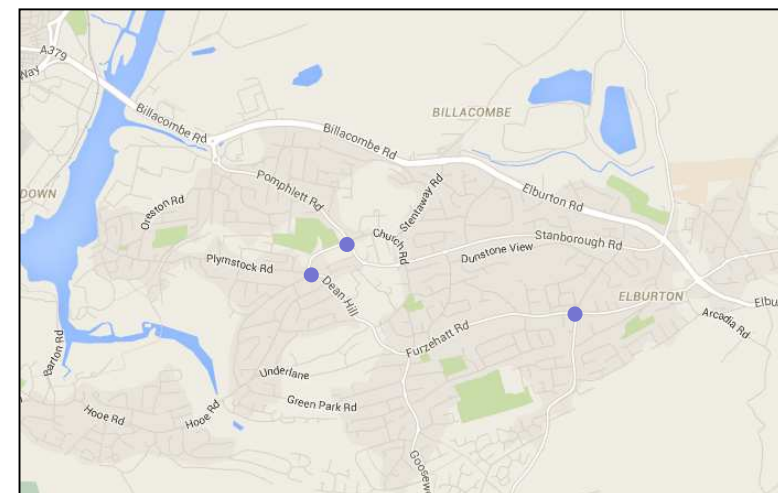 A379
Way
Billacombe Rd
Billacombe Rd
BILLACOMBE
DOWN
Pomphlett Rd
Stentaway Rd
Elburton Rd
Oreston Rd
Church Rd
Stanborough Rd
Dunstone View
Plymstock Rd
Dean Hill
ELBURTON
Elbu
Arcadia Rd
Furzehatt Rd
Barton Rd
Underlane
Green Park Rd
Hooe Rd
Hooe Rd
Goosew